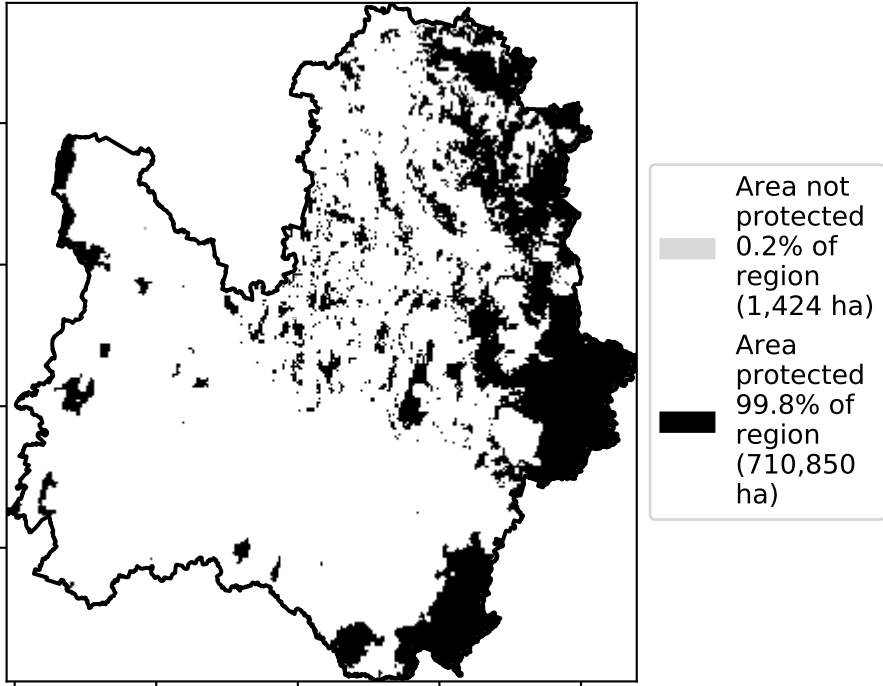 Area not
protected
0.2% of
region
(1,424 ha)
Area
protected
99.8% of
region
(710,850
ha)